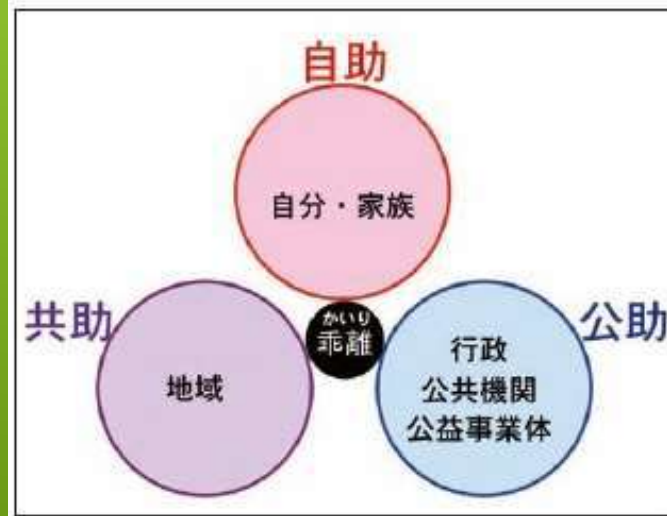 自助
自分・家族
共助
地域
かいり
乖離
公助
行政
公共機関
公益事業体